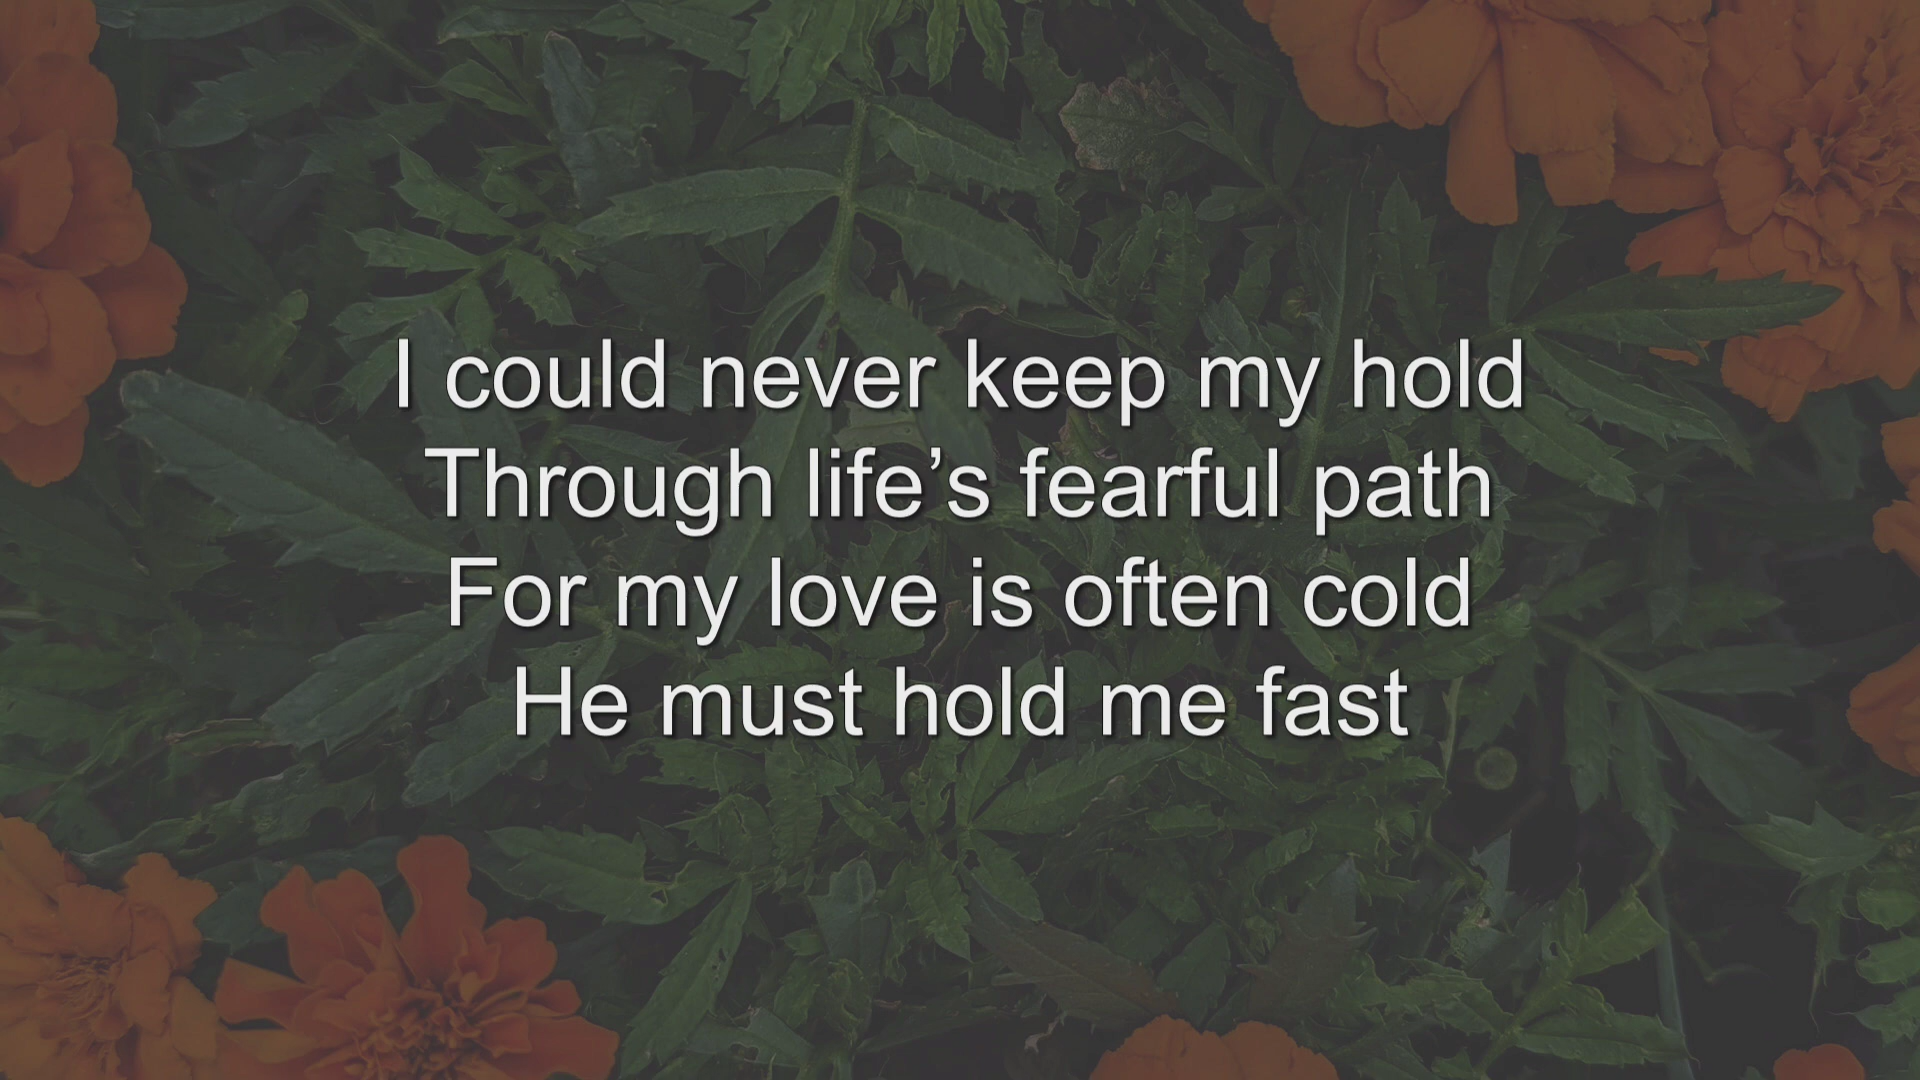 I could never keep my hold
Through life’s fearful path
For my love is often cold
He must hold me fast